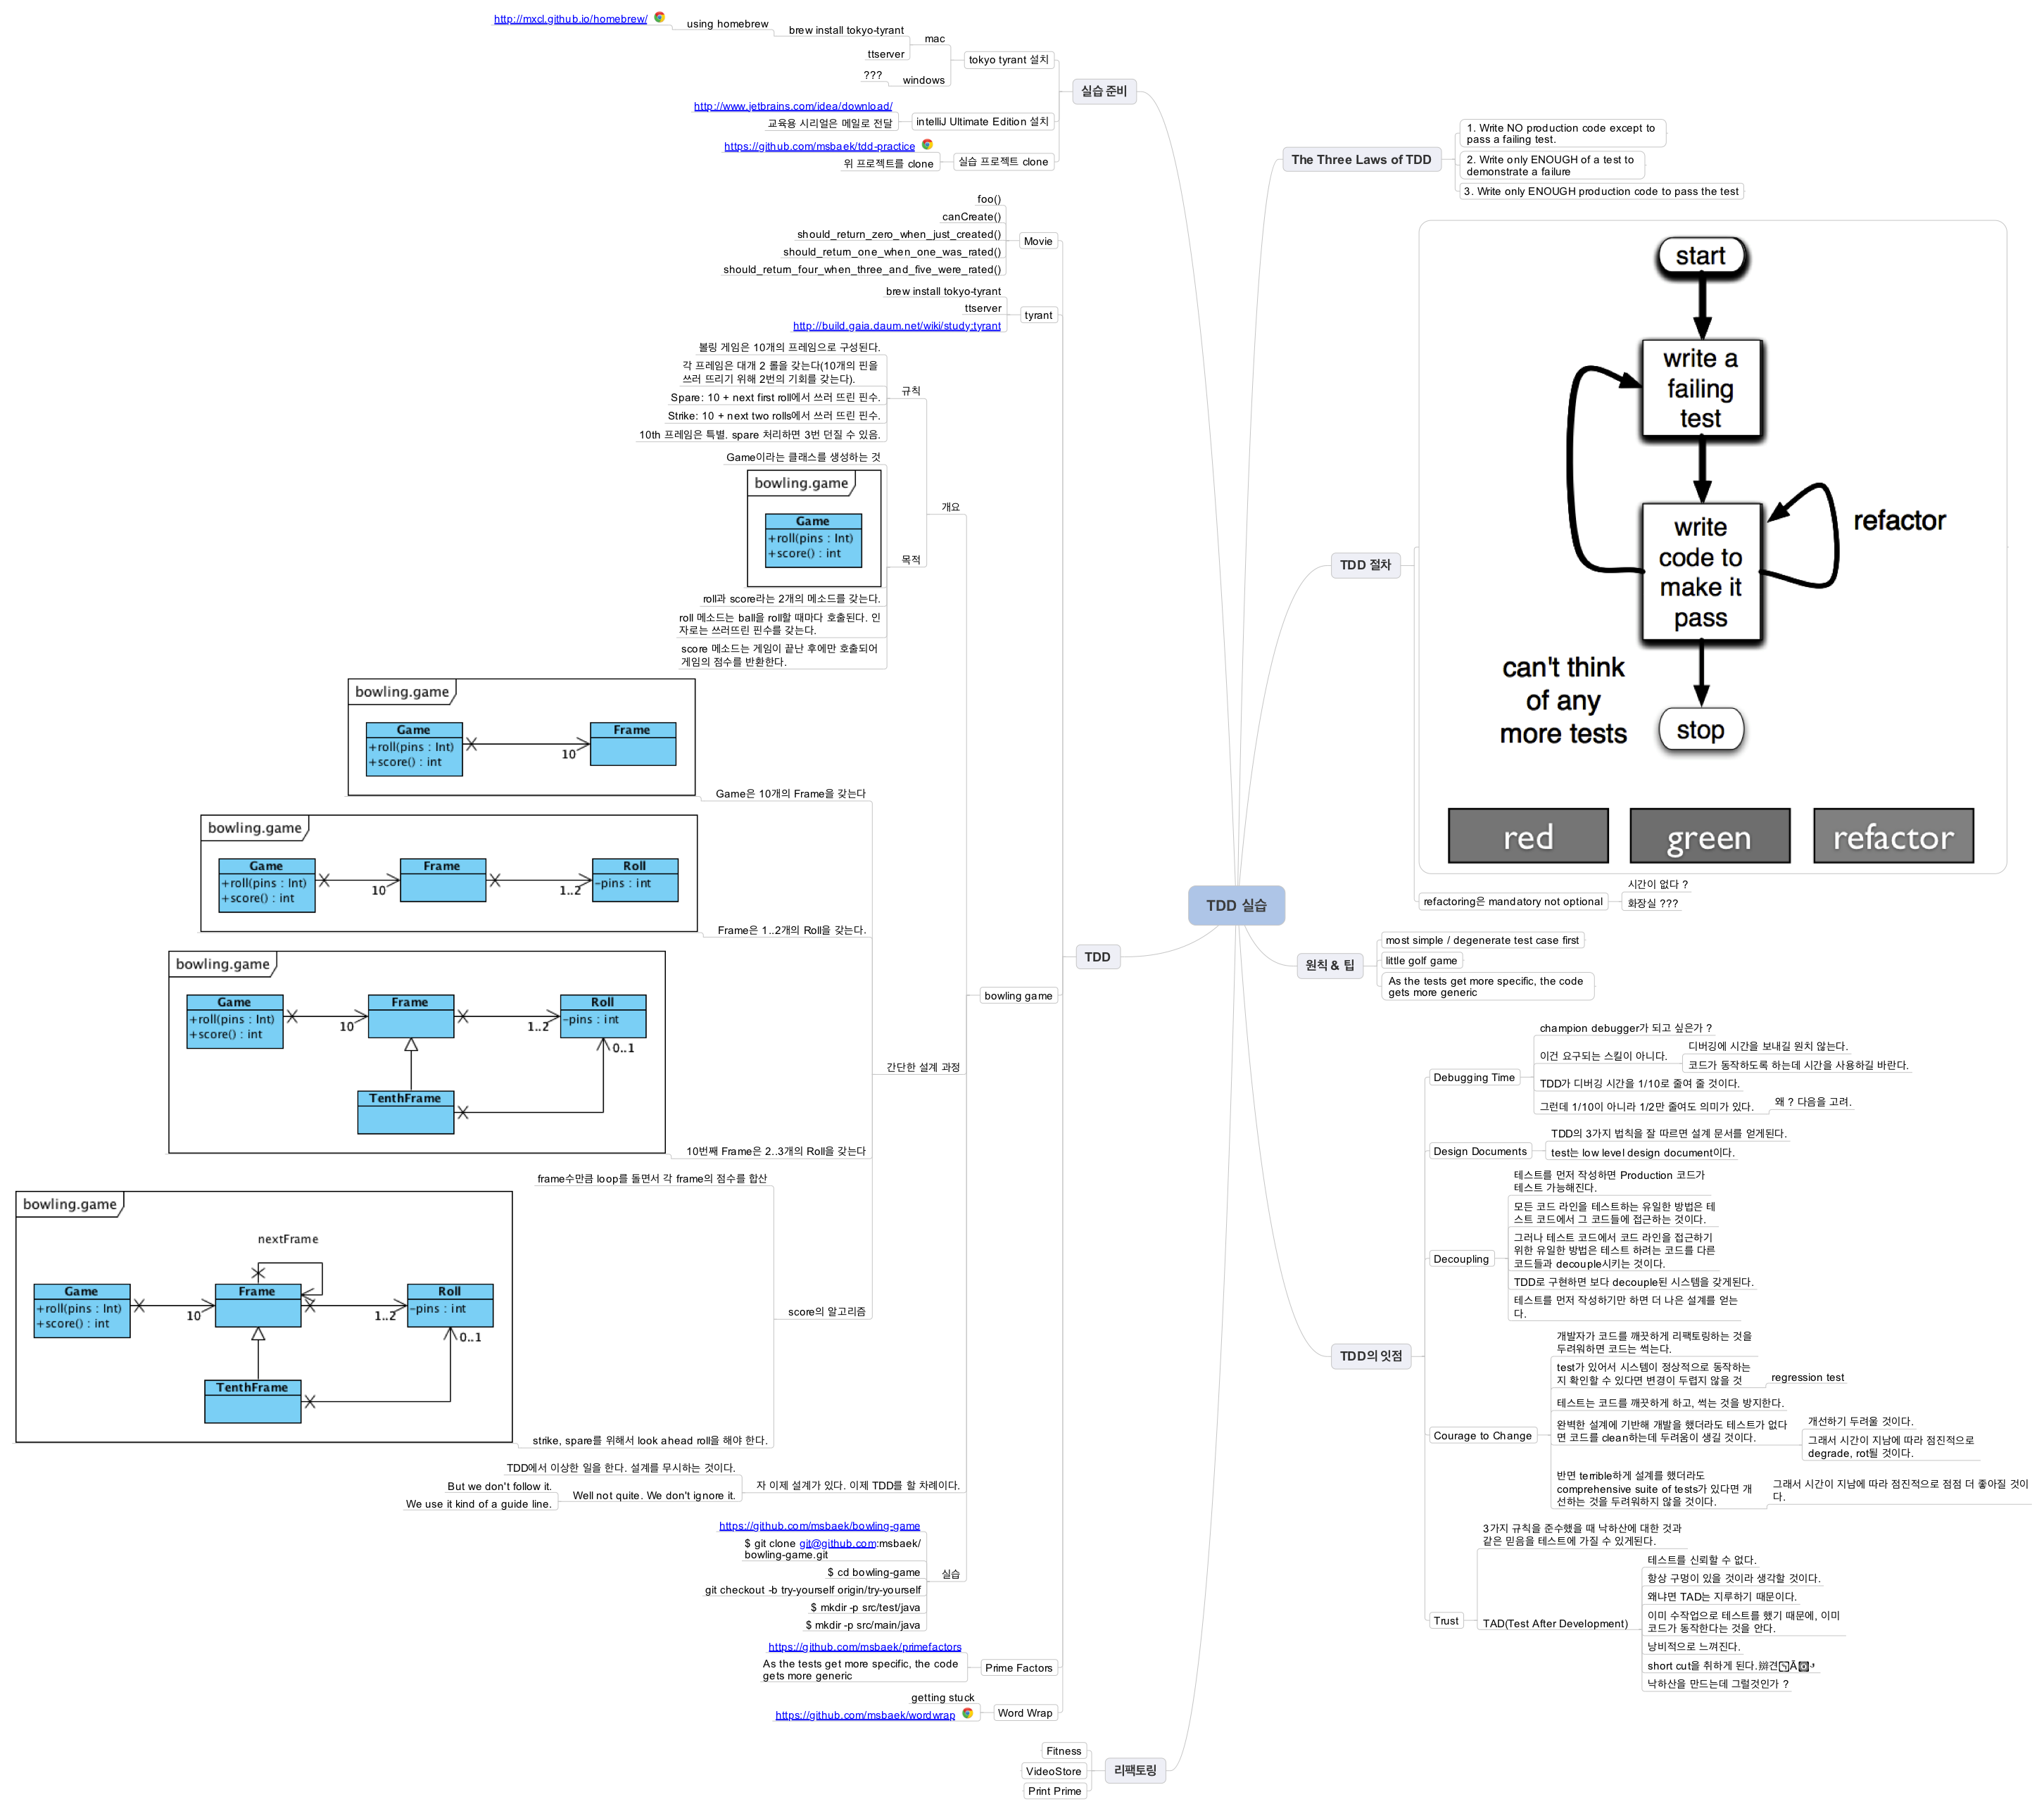 TDD 실습
실습 준비
tokyo tyrant 설치
mac
brew install tokyo-tyrant
using homebrew
http://mxcl.github.io/homebrew/
ttserver
windows
???
intelliJ Ultimate Edition 설치
http://www.jetbrains.com/idea/download/
교육용 시리얼은 메일로 전달
실습 프로젝트 clone
https://github.com/msbaek/tdd-practice
위 프로젝트를 clone
TDD
Movie
foo()
canCreate()
should_return_zero_when_just_created()
should_return_one_when_one_was_rated()
should_return_four_when_three_and_five_were_rated()
tyrant
brew install tokyo-tyrant
ttserver
http://build.gaia.daum.net/wiki/study:tyrant
bowling game
개요
규칙
볼링 게임은 10개의 프레임으로 구성된다.
각 프레임은 대개 2 롤을 갖는다(10개의 핀을
쓰러 뜨리기 위해 2번의 기회를 갖는다).
Spare: 10 + next first roll에서 쓰러 뜨린 핀수.
Strike: 10 + next two rolls에서 쓰러 뜨린 핀수.
10th 프레임은 특별. spare 처리하면 3번 던질 수 있음.
목적
Game이라는 클래스를 생성하는 것
bowling.game
Game
+roll(pins : Int)
+score() : int
roll과 score라는 2개의 메소드를 갖는다.
roll 메소드는 ball을 roll할 때마다 호출된다. 인
자로는 쓰러뜨린 핀수를 갖는다.
score 메소드는 게임이 끝난 후에만 호출되어
게임의 점수를 반환한다.
간단한 설계 과정
Game은 10개의 Frame을 갖는다
bowling.game
Game
+roll(pins : Int)
+score() : int
10
Frame
Frame은 1..2개의 Roll을 갖는다.
bowling.game
Game
+roll(pins : Int)
+score() : int
10
Frame
1..2
Roll
-pins : int
10번째 Frame은 2..3개의 Roll을 갖는다
bowling.game
Game
+roll(pins : Int)
+score() : int
10
Frame
1..2
Roll
-pins : int
0..1
TenthFrame
score의 알고리즘
frame수만큼 loop를 돌면서 각 frame의 점수를 합산
strike, spare를 위해서 look ahead roll을 해야 한다.
bowling.game
nextFrame
Game
+roll(pins : Int)
+score() : int
10
Frame
1..2
Roll
-pins : int
0..1
TenthFrame
자 이제 설계가 있다. 이제 TDD를 할 차례이다.
TDD에서 이상한 일을 한다. 설계를 무시하는 것이다.
Well not quite. We don't ignore it.
But we don't follow it.
We use it kind of a guide line.
실습
https://github.com/msbaek/bowling-game
$ git clone git@github.com:msbaek/
bowling-game.git
$ cd bowling-game
git checkout -b try-yourself origin/try-yourself
$ mkdir -p src/test/java
$ mkdir -p src/main/java
Prime Factors
https://github.com/msbaek/primefactors
As the tests get more specific, the code
gets more generic
Word Wrap
getting stuck
https://github.com/msbaek/wordwrap
리팩토링
Fitness
VideoStore
Print Prime
The Three Laws of TDD
1. Write NO production code except to
pass a failing test.
2. Write only ENOUGH of a test to
demonstrate a failure
3. Write only ENOUGH production code to pass the test
TDD 절차
start
write a
failing
test
write
code to
make it
pass
refactor
can't think
of any
more tests
stop
red
green
refactor
refactoring은 mandatory not optional
시간이 없다 ?
화장실 ???
원칙 & 팁
most simple / degenerate test case first
little golf game
As the tests get more specific, the code
gets more generic
TDD의 잇점
Debugging Time
champion debugger가 되고 싶은가 ?
이건 요구되는 스킬이 아니다.
디버깅에 시간을 보내길 원치 않는다.
코드가 동작하도록 하는데 시간을 사용하길 바란다.
TDD가 디버깅 시간을 1/10로 줄여 줄 것이다.
그런데 1/10이 아니라 1/2만 줄여도 의미가 있다.
왜 ? 다음을 고려.
Design Documents
TDD의 3가지 법칙을 잘 따르면 설계 문서를 얻게된다.
test는 low level design document이다.
Decoupling
테스트를 먼저 작성하면 Production 코드가
테스트 가능해진다.
모든 코드 라인을 테스트하는 유일한 방법은 테
스트 코드에서 그 코드들에 접근하는 것이다.
그러나 테스트 코드에서 코드 라인을 접근하기
위한 유일한 방법은 테스트 하려는 코드를 다른
코드들과 decouple시키는 것이다.
TDD로 구현하면 보다 decouple된 시스템을 갖게된다.
테스트를 먼저 작성하기만 하면 더 나은 설계를 얻는
다.
Courage to Change
개발자가 코드를 깨끗하게 리팩토링하는 것을
두려워하면 코드는 썩는다.
test가 있어서 시스템이 정상적으로 동작하는
지 확인할 수 있다면 변경이 두렵지 않을 것
regression test
테스트는 코드를 깨끗하게 하고, 썩는 것을 방지한다.
완벽한 설계에 기반해 개발을 했더라도 테스트가 없다
면 코드를 clean하는데 두려움이 생길 것이다.
개선하기 두려울 것이다.
그래서 시간이 지남에 따라 점진적으로
degrade, rot될 것이다.
반면 terrible하게 설계를 했더라도
comprehensive suite of tests가 있다면 개
선하는 것을 두려워하지 않을 것이다.
그래서 시간이 지남에 따라 점진적으로 점점 더 좋아질 것이
다.
Trust
3가지 규칙을 준수했을 때 낙하산에 대한 것과
같은 믿음을 테스트에 가질 수 있게된다.
TAD(Test After Development)
테스트를 신뢰할 수 없다.
항상 구멍이 있을 것이라 생각할 것이다.
왜냐면 TAD는 지루하기 때문이다.
이미 수작업으로 테스트를 했기 때문에, 이미
코드가 동작한다는 것을 안다.
낭비적으로 느껴진다.
short cut을 취하게 된다.
낙하산을 만드는데 그럴것인가 ?